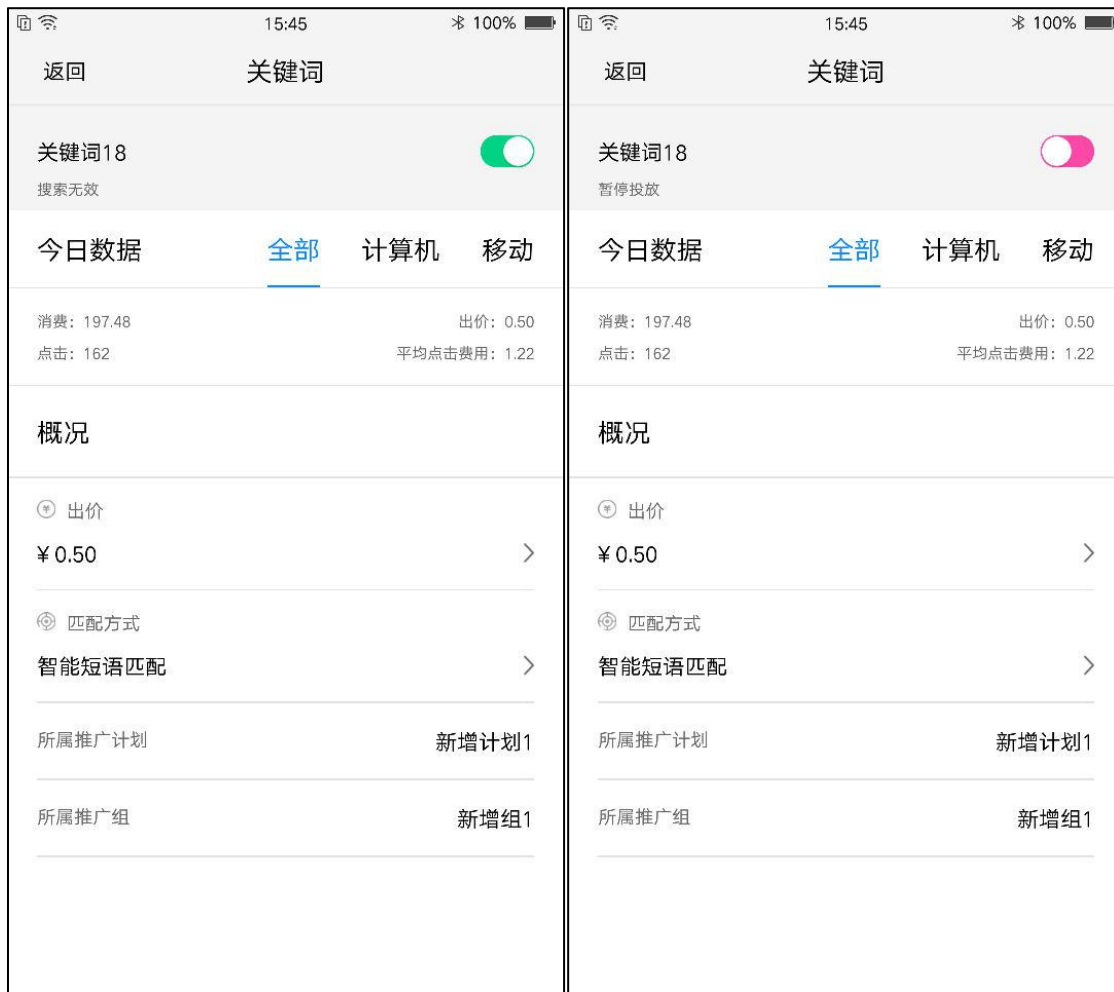 15:45
100%
返回
关键词
关键词18
搜索无效
今日数据 全部 计算机 移动
消费：197.48 出价：0.50
点击：162 平均点击费用：1.22
概况
出价
¥0.50
匹配方式
智能短语匹配
所属推广计划 新增计划1
所属推广组 新增组1
15:45
100%
返回
关键词
关键词18
暂停投放
今日数据 全部 计算机 移动
消费：197.48 出价：0.50
点击：162 平均点击费用：1.22
概况
出价
¥0.50
匹配方式
智能短语匹配
所属推广计划 新增计划1
所属推广组 新增组1